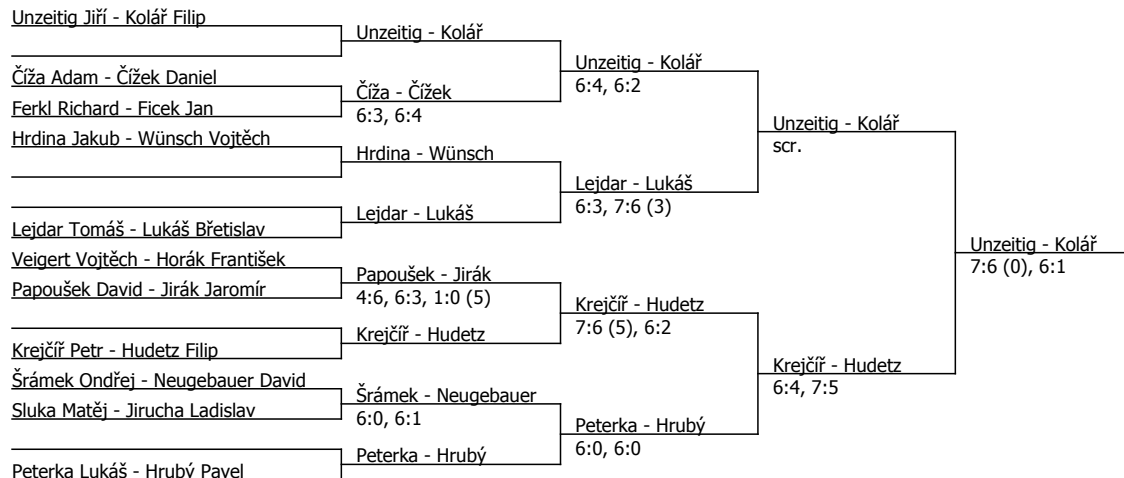 Unzeitig Jiří - Kolář Filip
Unzeitig - Kolář
Unzeitig - Kolář
6:4, 6:2
Čīža Adam - Čížek Daniel
Číža - Čížek
6:3, 6:4
Ferkl Richard - Ficek Jan
Unzeitig - Kolář
scr.
Hrdina Jakub - Wünsch Vojtěch
Hrdina - Wünsch
Lejdar - Lukáš
6:3, 7:6 (3)
Lejdar - Lukáš
Lejdar Tomáš - Lukáš Břetislav
Unzeitig - Kolář
7:6 (0), 6:1
Veigert Vojtěch - Horák František
Papoušek - Jirák
4:6, 6:3, 1:0 (5)
Papoušek David - Jirák Jaromír
Krejčíř - Hudetz
7:6 (5), 6:2
Krejčíř - Hudetz
Krejčíř Petr - Hudetz Filip
Krejčíř - Hudetz
6:4, 7:5
Šrámek Ondřej - Neugebauer David
Šrámek - Neugebauer
6:0, 6:1
Sluka Matěj - Jirucha Ladislav
Peterka - Hrubý
6:0, 6:0
Peterka - Hrubý
Peterka Lukáš - Hrubý Pavel